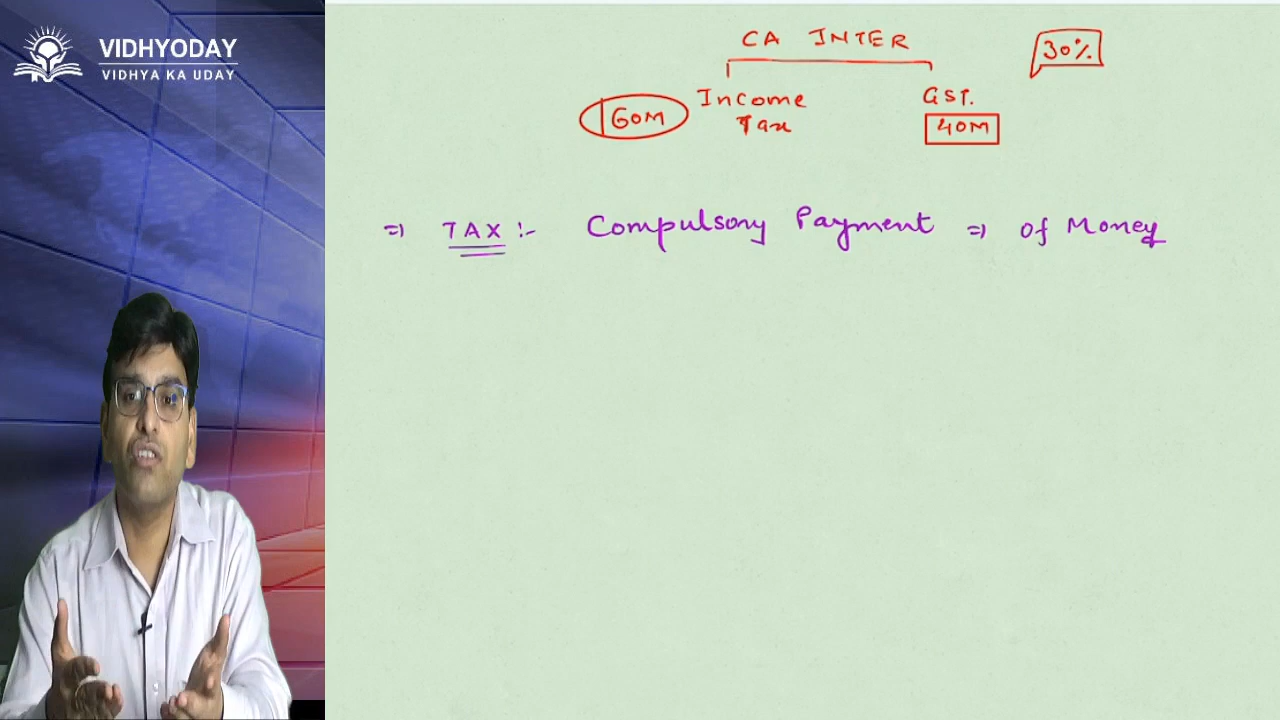 VIDHYODAY
VIDHYA KA UDAY
CA INTER
30%
60M
Income
Tax
GST.
40M
⇒ TAX :- Compulsory Payment ⇒ of Money